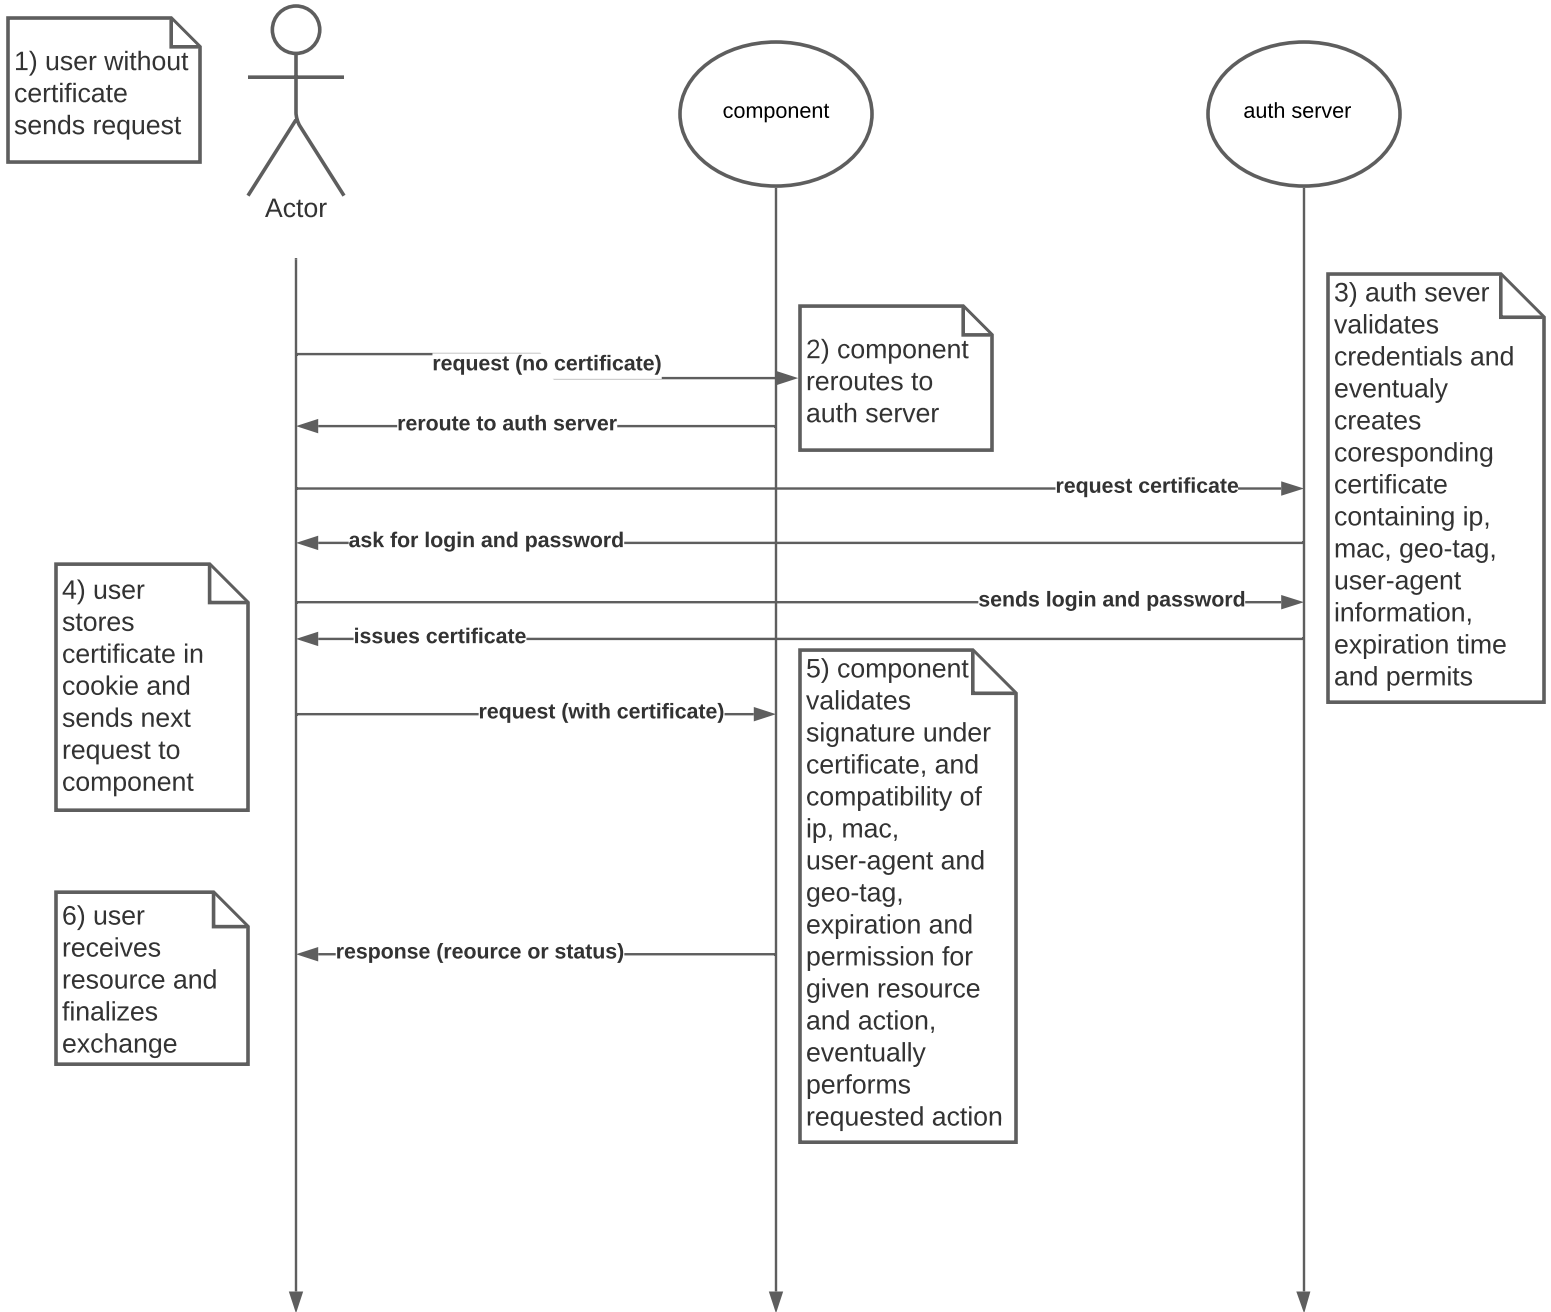 1) user without
certificate
sends request
Actor
component
auth server
request (no certificate)
2) component
reroutes to
auth server
reroute to auth server
3) auth sever
validates
credentials and
eventualy
creates
coresponding
certificate
containing ip,
mac, geo-tag,
user-agent
information,
expiration time
and permits
request certificate
ask for login and password
sends login and password
issues certificate
4) user
stores
certificate in
cookie and
sends next
request to
component
request (with certificate)
5) component
validates
signature under
certificate, and
compatibility of
ip, mac,
user-agent and
geo-tag,
expiration and
permission for
given resource
and action,
eventually
performs
requested action
response (reource or status)
6) user
receives
resource and
finalizes
exchange